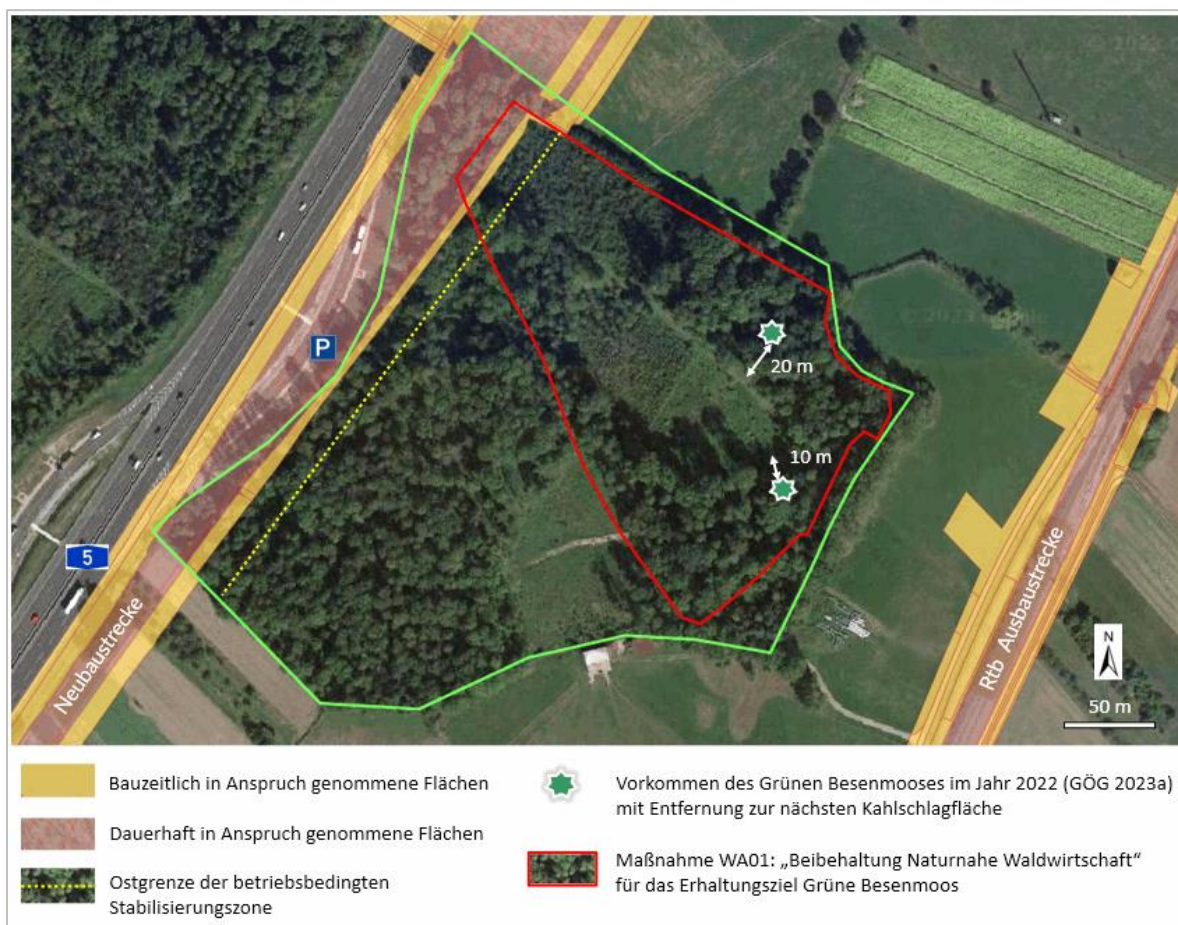 P
20 m
10 m
5
Neubaustrecke
Rtb Ausbaustrecke
N
50 m
Bauzeitlich in Anspruch genommene Flächen
Dauerhaft in Anspruch genommene Flächen
Ostgrenze der betriebsbedingten
Stabilisierungszone
Vorkommen des Grünen Besenmooses im Jahr 2022 (GÖG 2023a)
mit Entfernung zur nächsten Kahlschlagfläche
Maßnahme WA01: „Beibehaltung Naturnahe Waldwirtschaft“
für das Erhaltungsziel Grüne Besenmoos